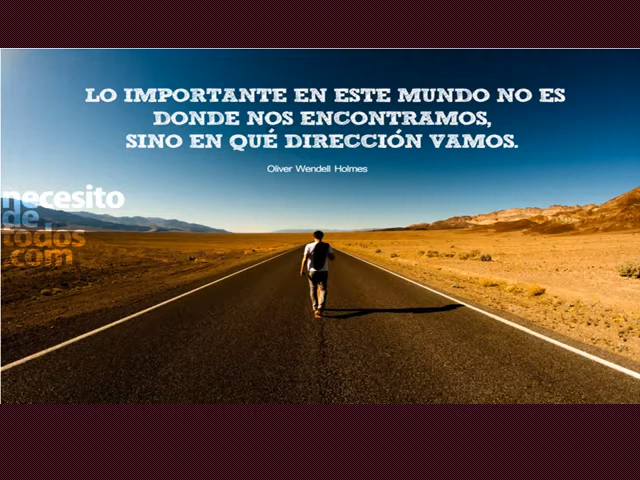 LO IMPORTANTE EN ESTE MUNDO NO ES
DONDE NOS ENCONTRAMOS,
SINO EN QUÉ DIRECCIÓN VAMOS.
Oliver Wendell Holmes
necesito
de
todos
com